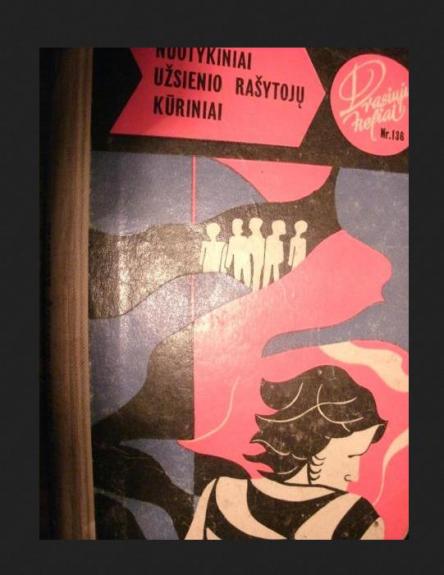 NUOTYKINIAI
UŽSIENIO RAŠYTOJŲ
KŪRINIAI
Drąsiųjų
keliai
Nr.136